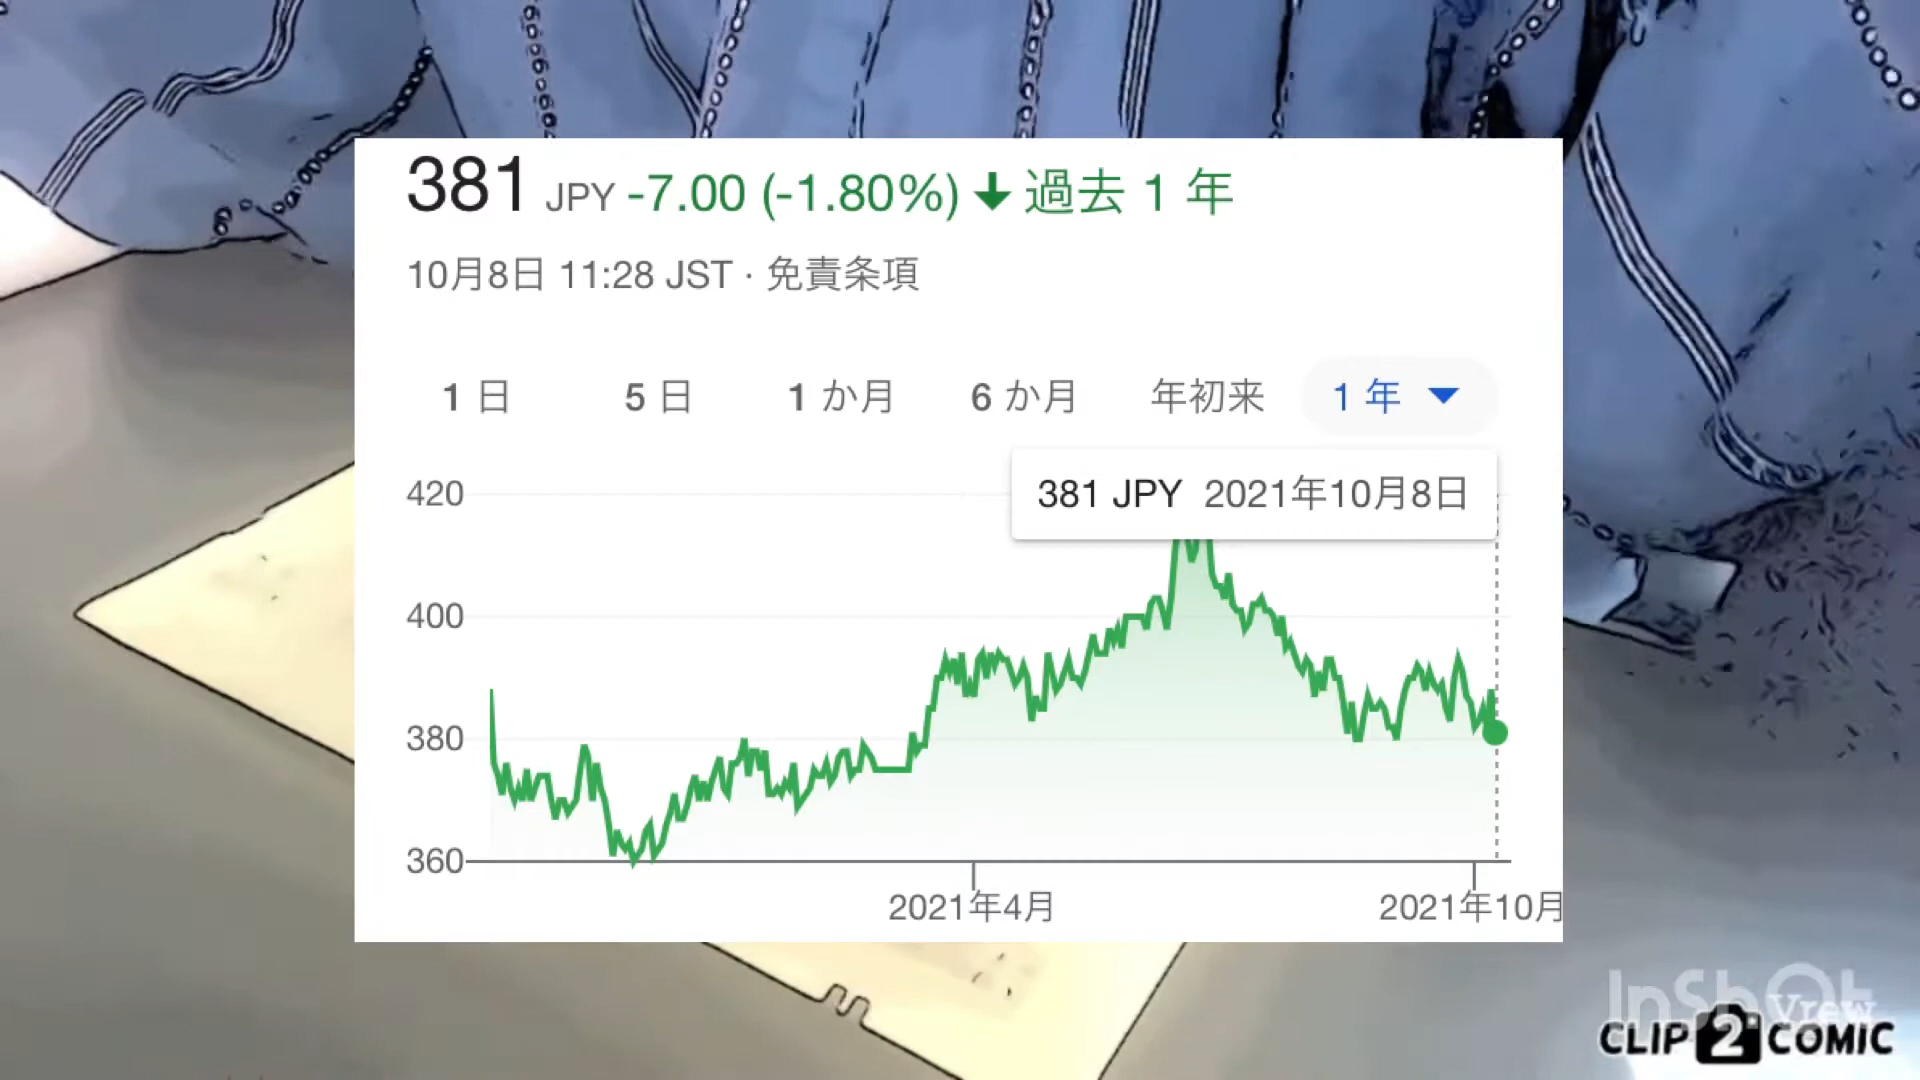 381 JPY -7.00 (-1.80%) ↓ 過去 1 年
10月8日 11:28 JST · 免責条項
1 日 5 日 1 か月 6 か月 年初来 1 年
381 JPY 2021年10月8日
420
400
380
360
2021年4月 2021年10月
InShOt
Vrew
CLIP 2 COMIC